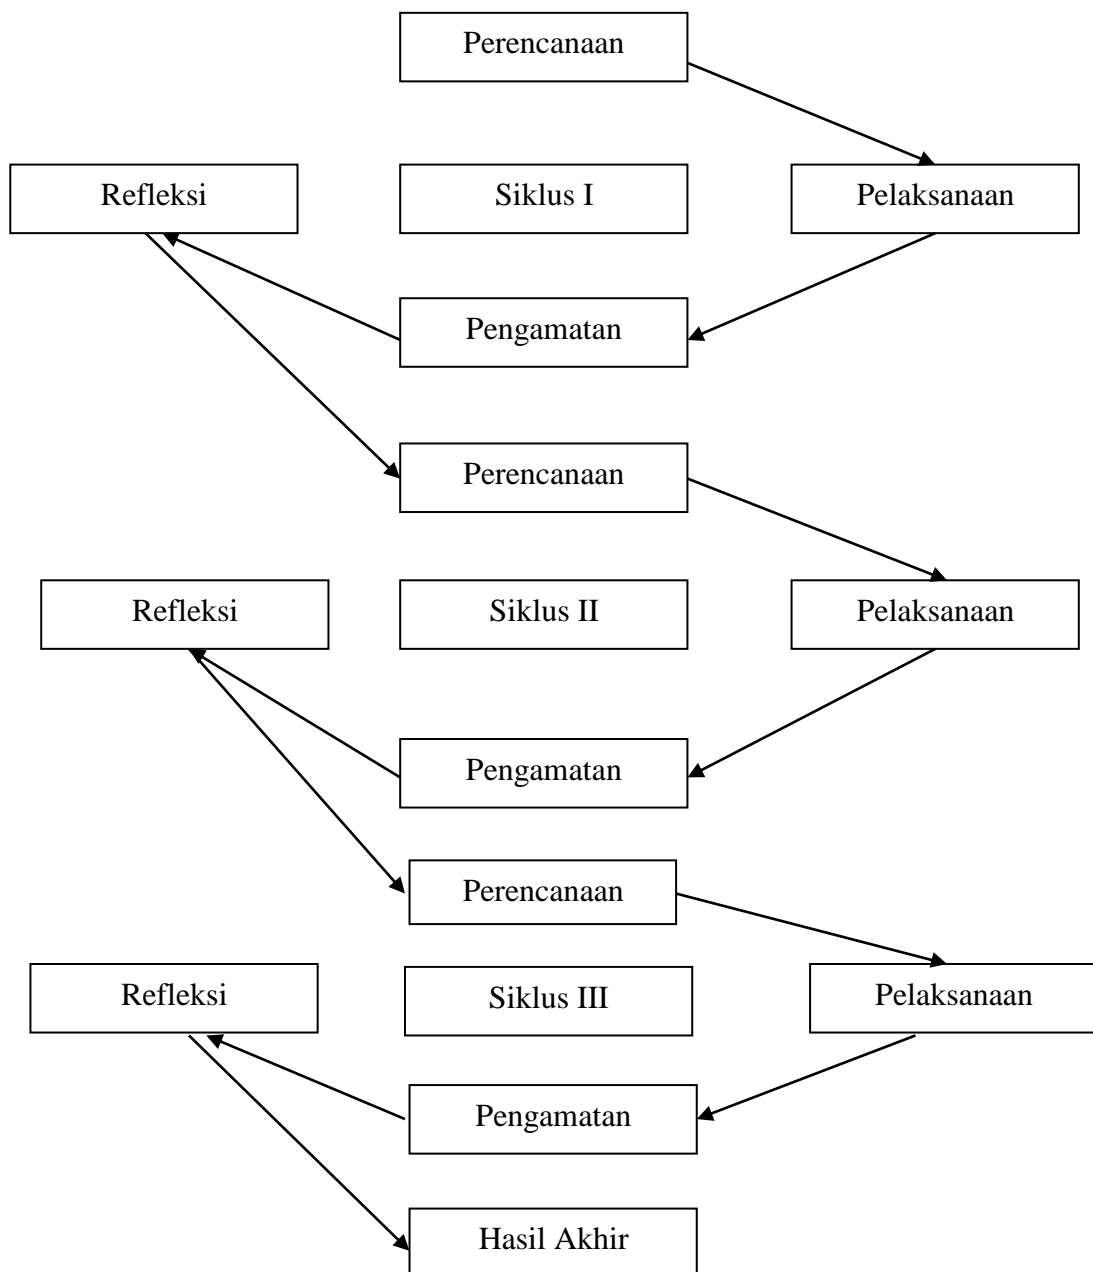 Perencanaan
Refleksi
Siklus I
Pelaksanaan
Pengamatan
Perencanaan
Refleksi
Siklus II
Pelaksanaan
Pengamatan
Perencanaan
Refleksi
Siklus III
Pelaksanaan
Pengamatan
Hasil Akhir